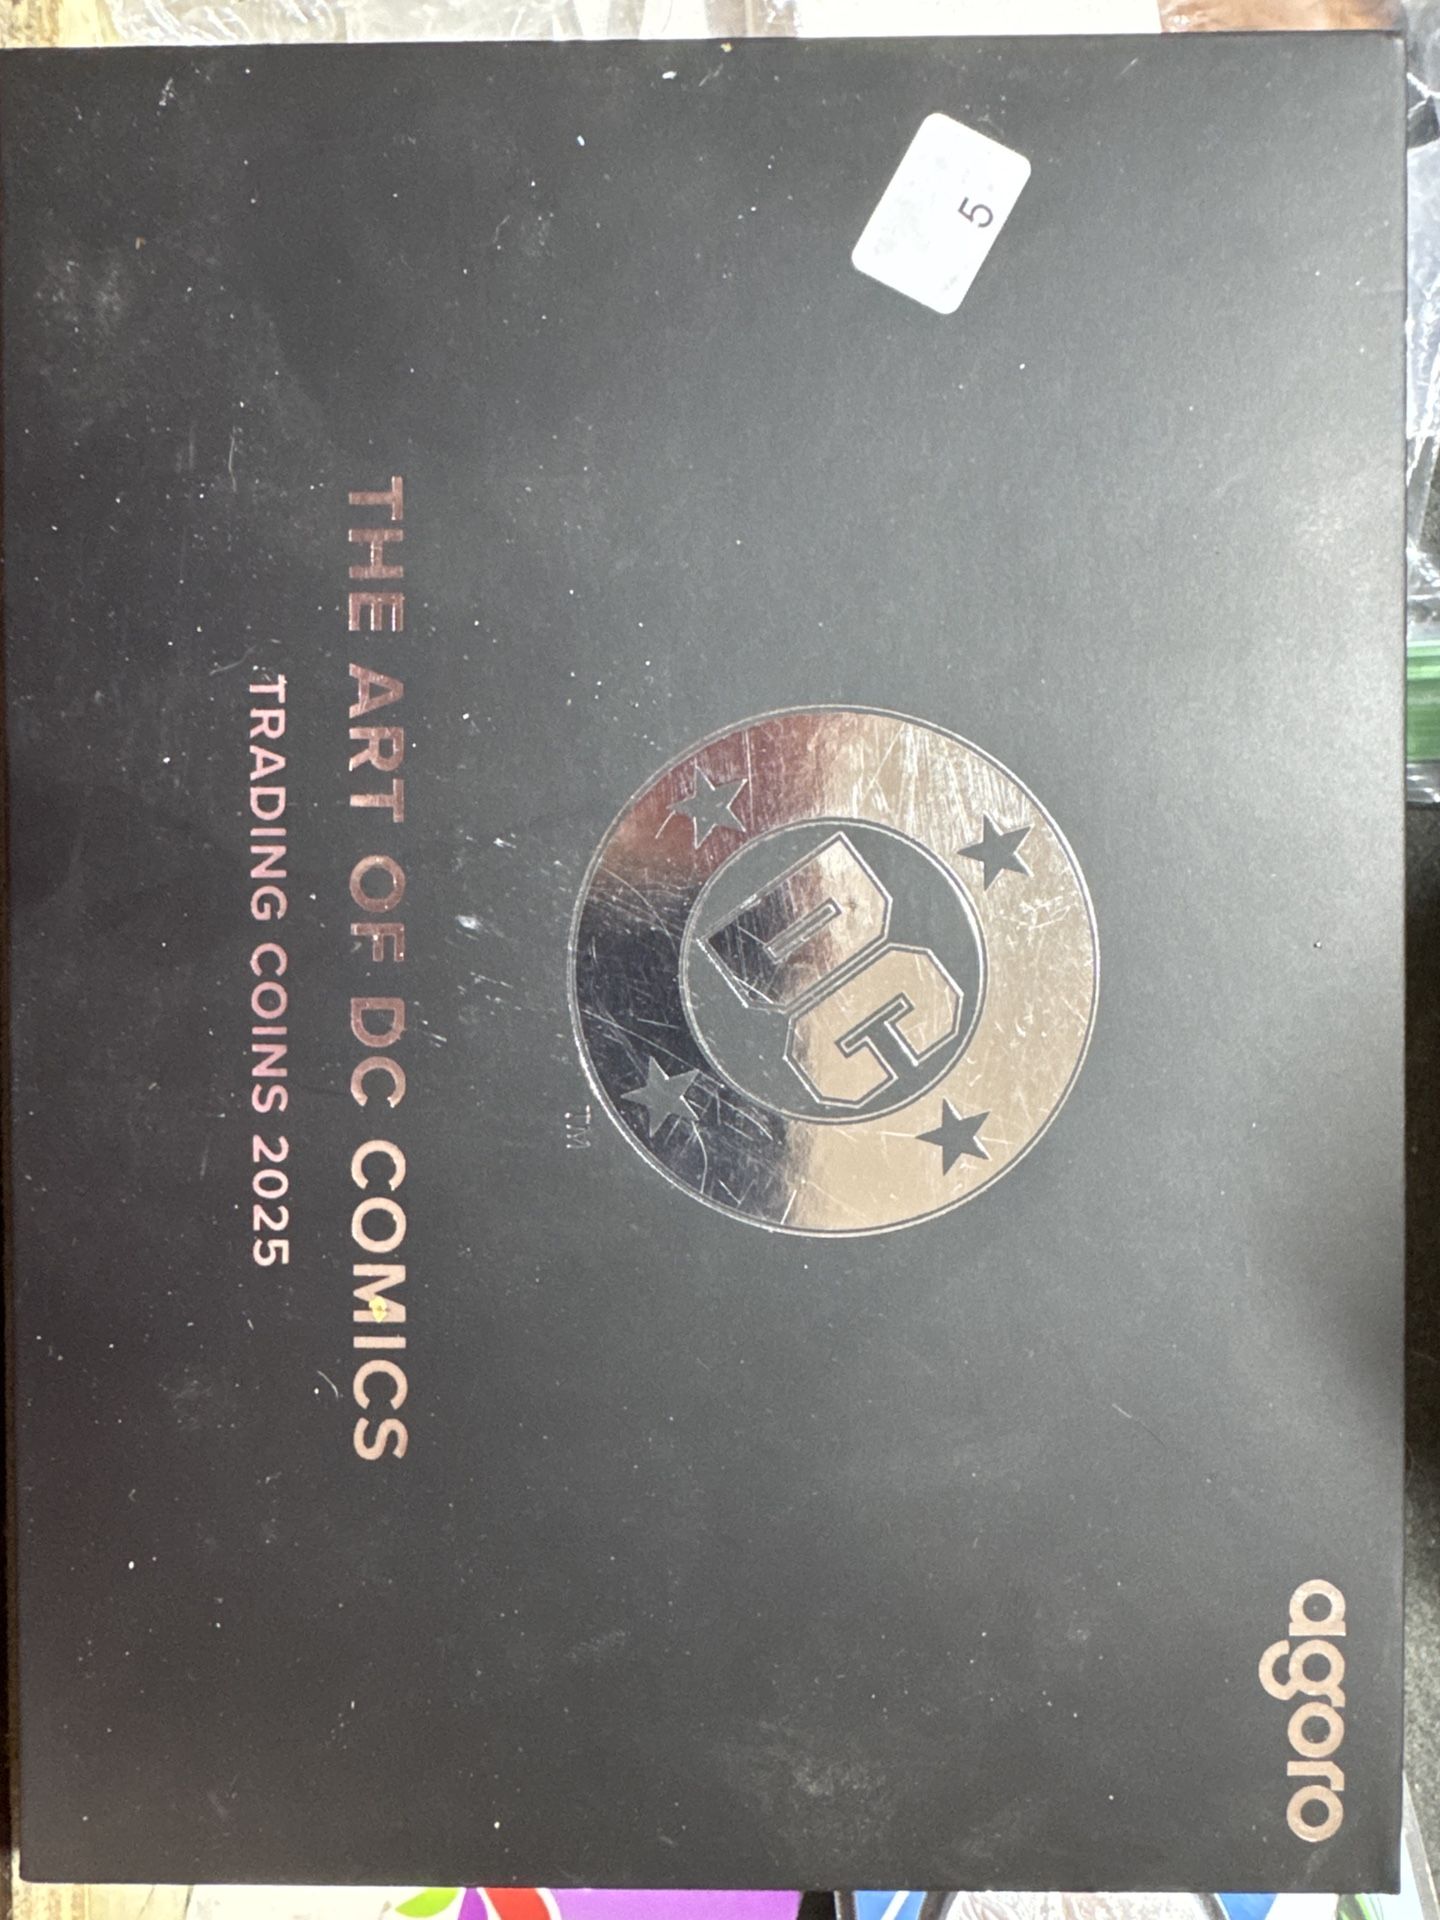 agoro
5
DC
TM
THE ART OF DC COMICS
TRADING COINS 2025